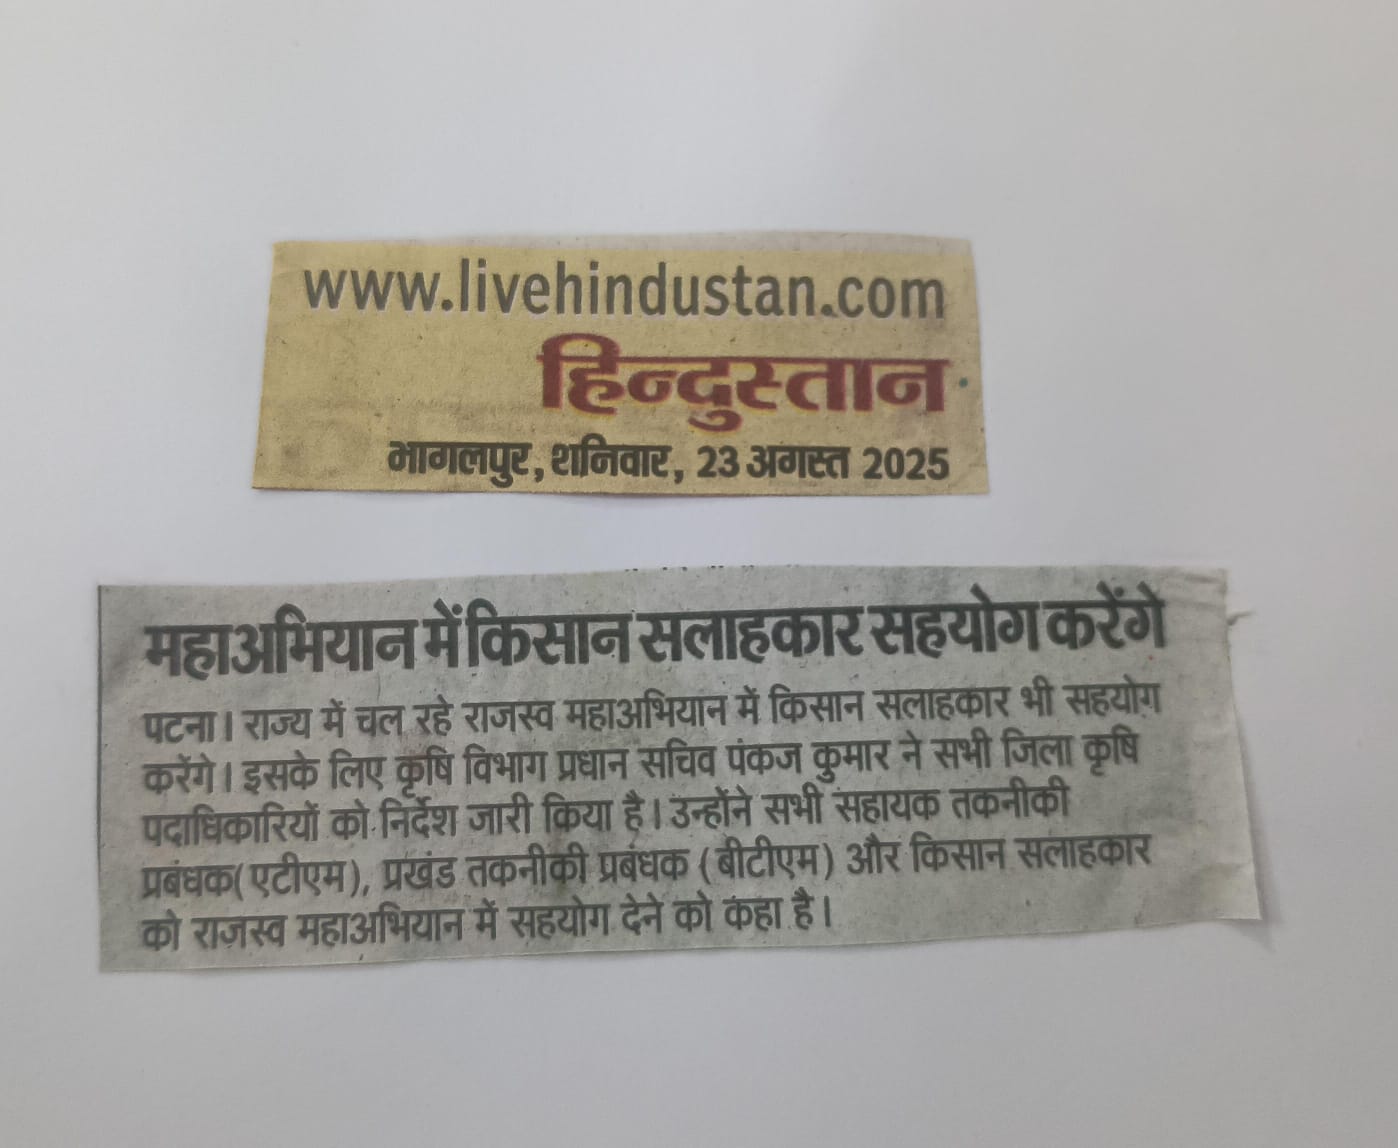 www.livehindustan.com
हिन्दुस्तान
भागलपुर, शनिवार, 23 अगस्त 2025
महाअभियान में किसान सलाहकार सहयोग करेंगे
पटना। राज्य में चल रहे राजस्व महाअभियान में किसान सलाहकार भी सहयोग
करेंगे। इसके लिए कृषि विभाग प्रधान सचिव पंकज कुमार ने सभी जिला कृषि
पदाधिकारियों को निर्देश जारी किया है। उन्होंने सभी सहायक तकनीकी
प्रबंधक(एटीएम), प्रखंड तकनीकी प्रबंधक (बीटीएम) और किसान सलाहकार
को राजस्व महाअभियान में सहयोग देने को कहा है।